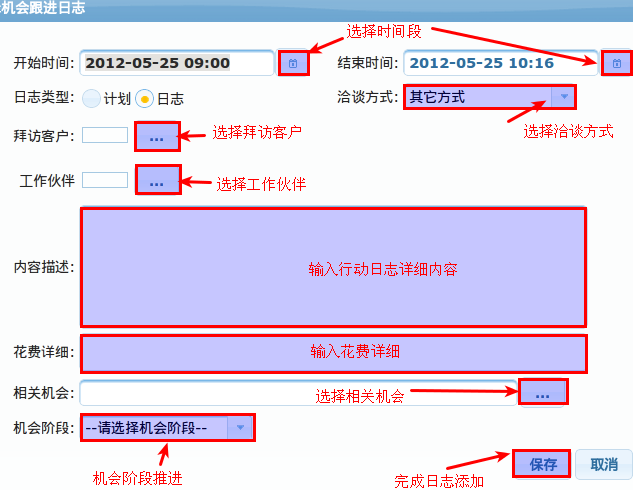 机会跟进日志
选择时间段
开始时间: 2012-05-25 09:00 结束时间: 2012-05-25 10:16
日志类型: 计划 日志 洽谈方式: 其它方式
选择洽谈方式
拜访客户: ... 选择拜访客户
工作伙伴 ... 选择工作伙伴
内容描述: 输入行动日志详细内容
花费详细: 输入花费详细
相关机会: 选择相关机会 ...
机会阶段: --请选择机会阶段--
保存 取消
机会阶段推进 完成日志添加